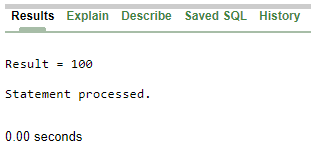 Results Explain Describe Saved SQL History
Result = 100
Statement processed.
0.00 seconds